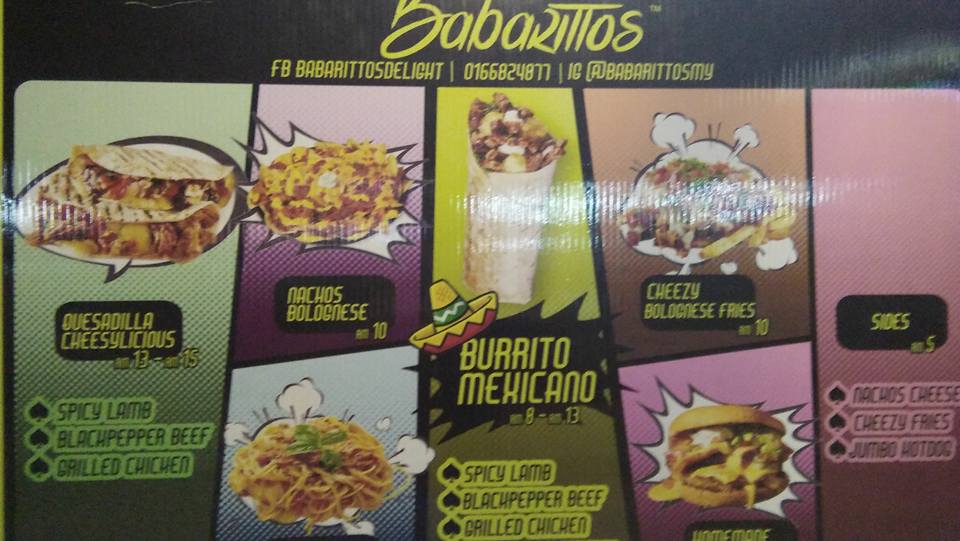 BabaRITTOS™
FB BABARITTOSDELIGHT | 0166824877 | IG @BABARITTOSMY
QUESADILLA
CHEESYLICIOUS
RM 13 - RM 15
SPICY LAMB
BLACKPEPPER BEEF
GRILLED CHICKEN
NACHOS
BOLOGNESE
RM 10
BURRITO
MEXICANO
RM 8 - RM 13
SPICY LAMB
BLACKPEPPER BEEF
GRILLED CHICKEN
CHEEZY
BOLOGNESE FRIES
RM 10
HOMEMADE
SIDES
RM 5
NACHOS CHEESE
CHEEZY FRIES
JUMBO HOTDOG